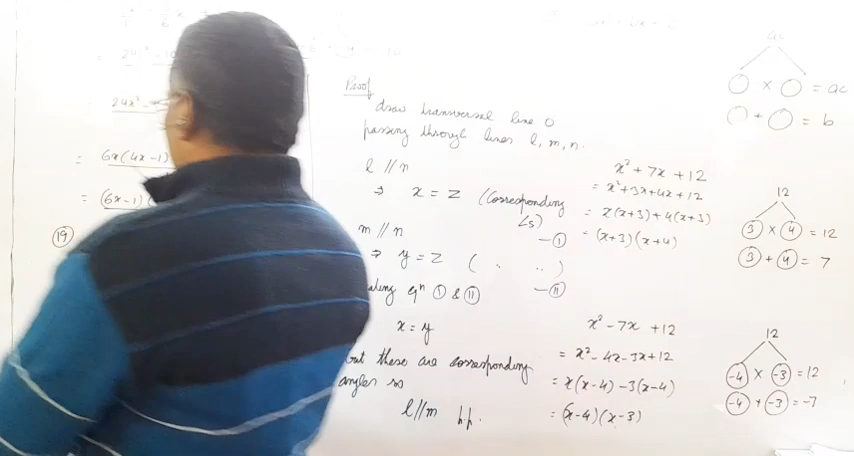 = 24x²
= 6x(4x-1)
= (6x-1)
(19)
Proof
draw transversal line o
passing through lines l, m, n.
l // n
⇒ x = z (Corresponding
∠s) —(I)
m // n
⇒ y = z ( " " ) —(II)
eqⁿ (I) & (II)
x = y
but these are corresponding
angles so
l//m h.p.
x² + 7x + 12
= x² + 3x + 4x + 12
= x(x+3) + 4(x+3)
= (x+3)(x+4)
x² - 7x + 12
= x² - 4x - 3x + 12
= x(x-4) - 3(x-4)
= (x-4)(x-3)
ac
○ × ○ = ac
○ + ○ = b
12
3 × 4 = 12
3 + 4 = 7
12
-4 × -3 = 12
-4 + -3 = -7